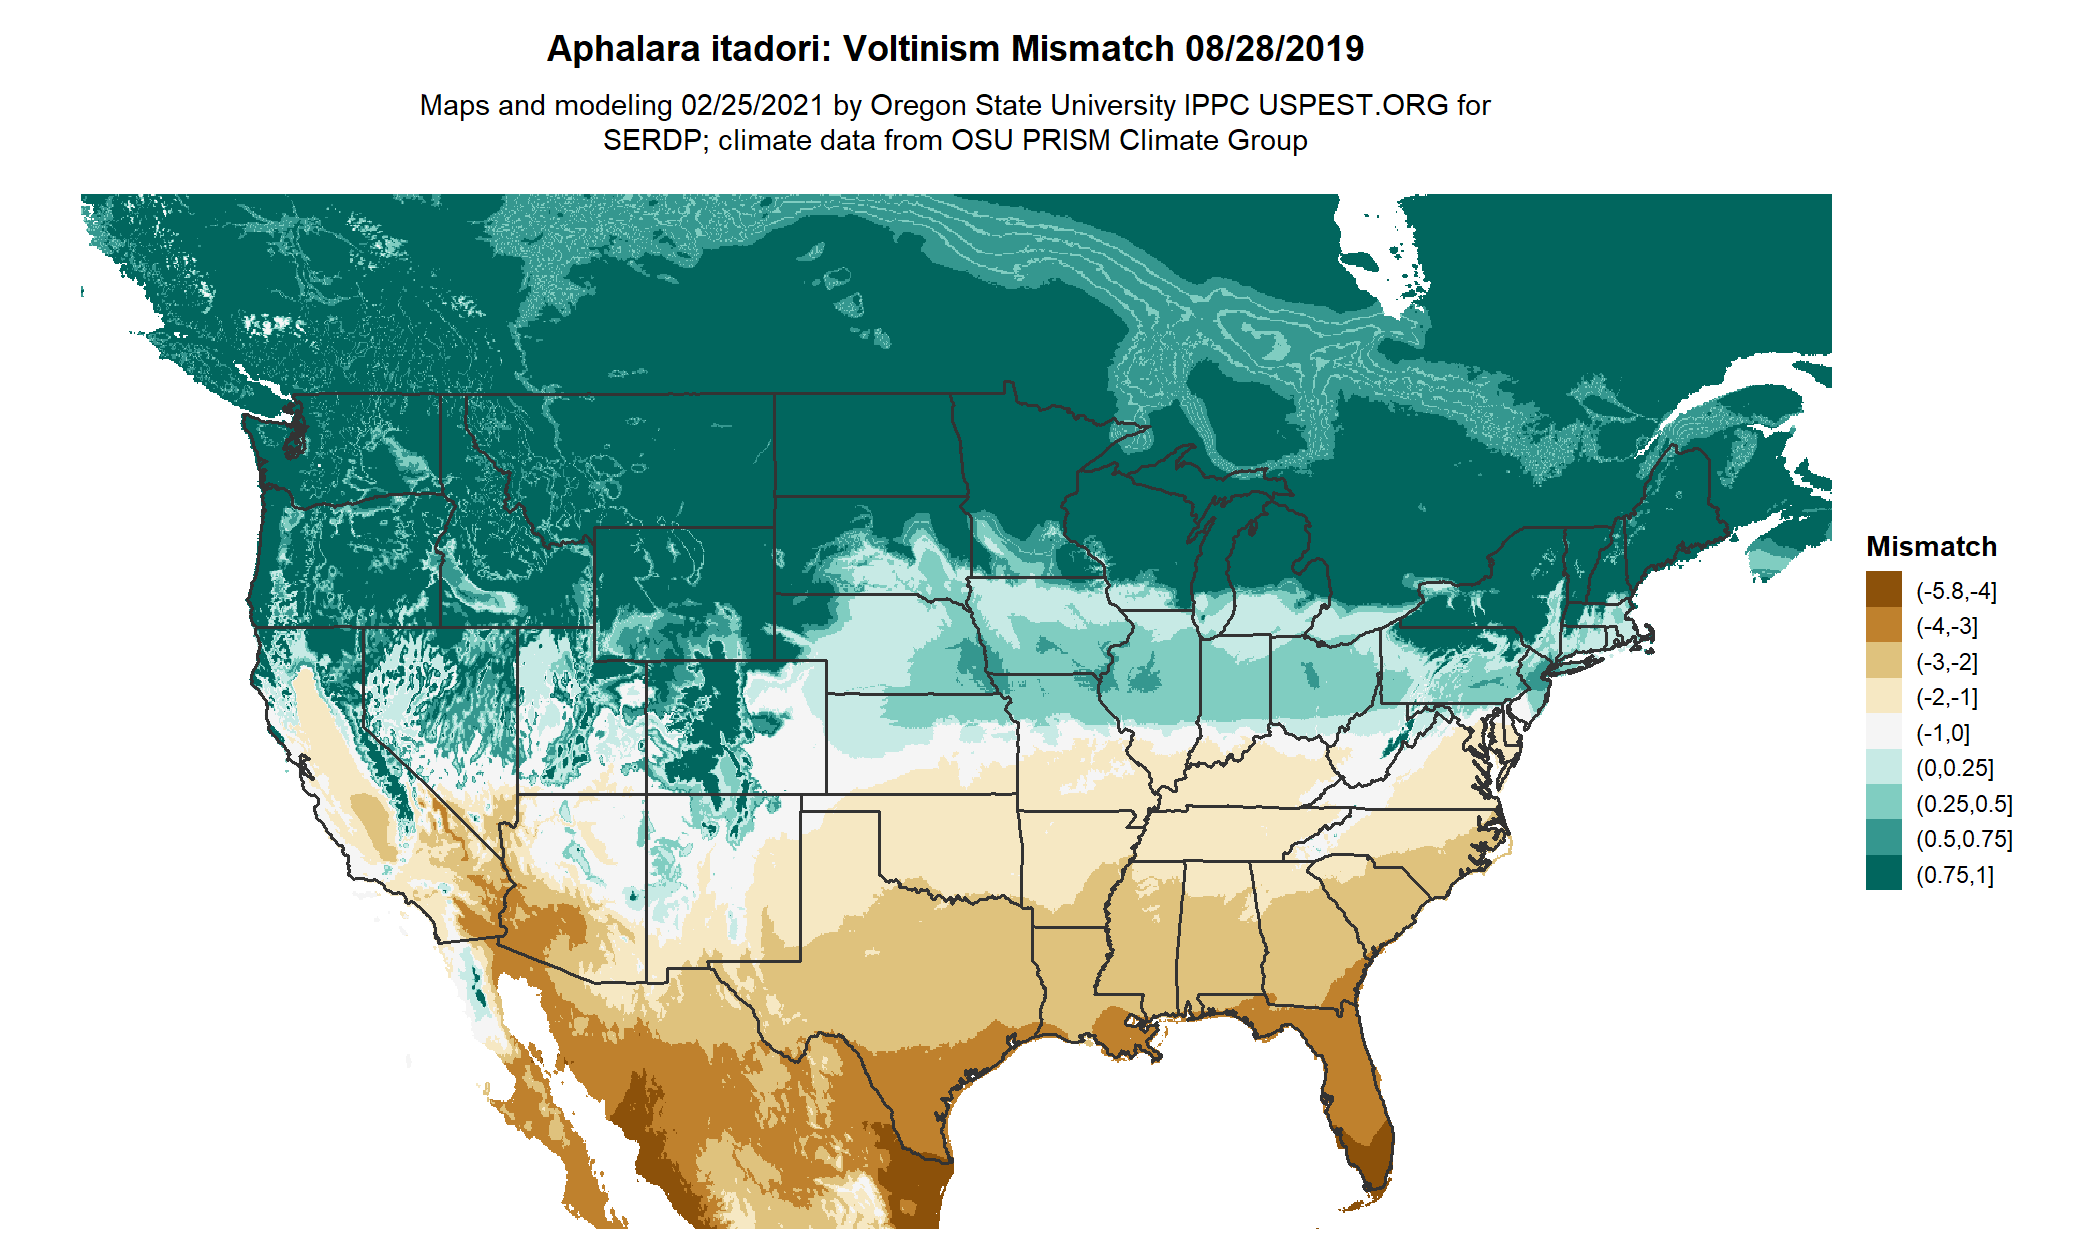 Aphalara itadori: Voltinism Mismatch 08/28/2019
Maps and modeling 02/25/2021 by Oregon State University IPPC USPEST.ORG for
SERDP; climate data from OSU PRISM Climate Group
Mismatch
(-5.8,-4]
(-4,-3]
(-3,-2]
(-2,-1]
(-1,0]
(0,0.25]
(0.25,0.5]
(0.5,0.75]
(0.75,1]